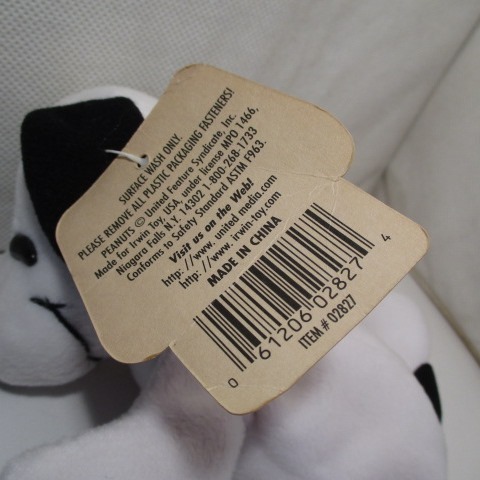 SURFACE WASH ONLY.
PLEASE REMOVE ALL PLASTIC PACKAGING FASTENERS!
PEANUTS © United Feature Syndicate, Inc.
Made for Irwin Toy USA, under license MPO 1466,
Niagara Falls N.Y. 14302 1-800-268-1733
Conforms to Safety Standard ASTM F963.
Visit us on the Web!
http://www. united media.com
http: //www. irwin-toy.com
MADE IN CHINA
0 61206 02827 4
ITEM # 02827